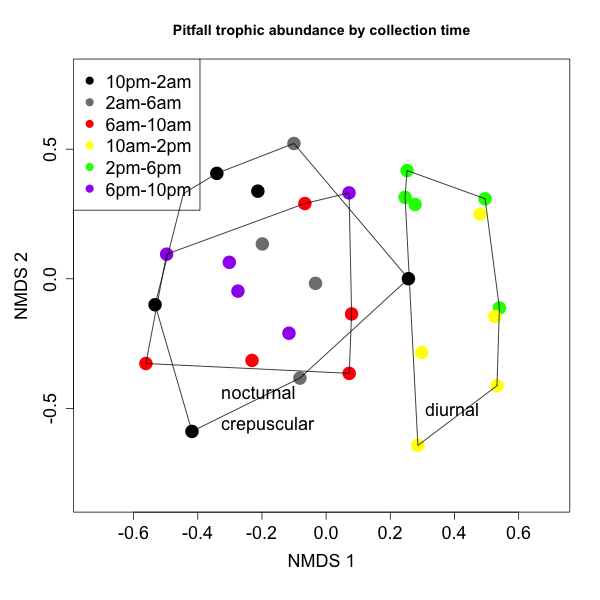 Pitfall trophic abundance by collection time
10pm-2am
2am-6am
6am-10am
10am-2pm
2pm-6pm
6pm-10pm
0.5
0.0
-0.5
NMDS 2
nocturnal
crepuscular
diurnal
-0.6
-0.4
-0.2
0.0
0.2
0.4
0.6
NMDS 1